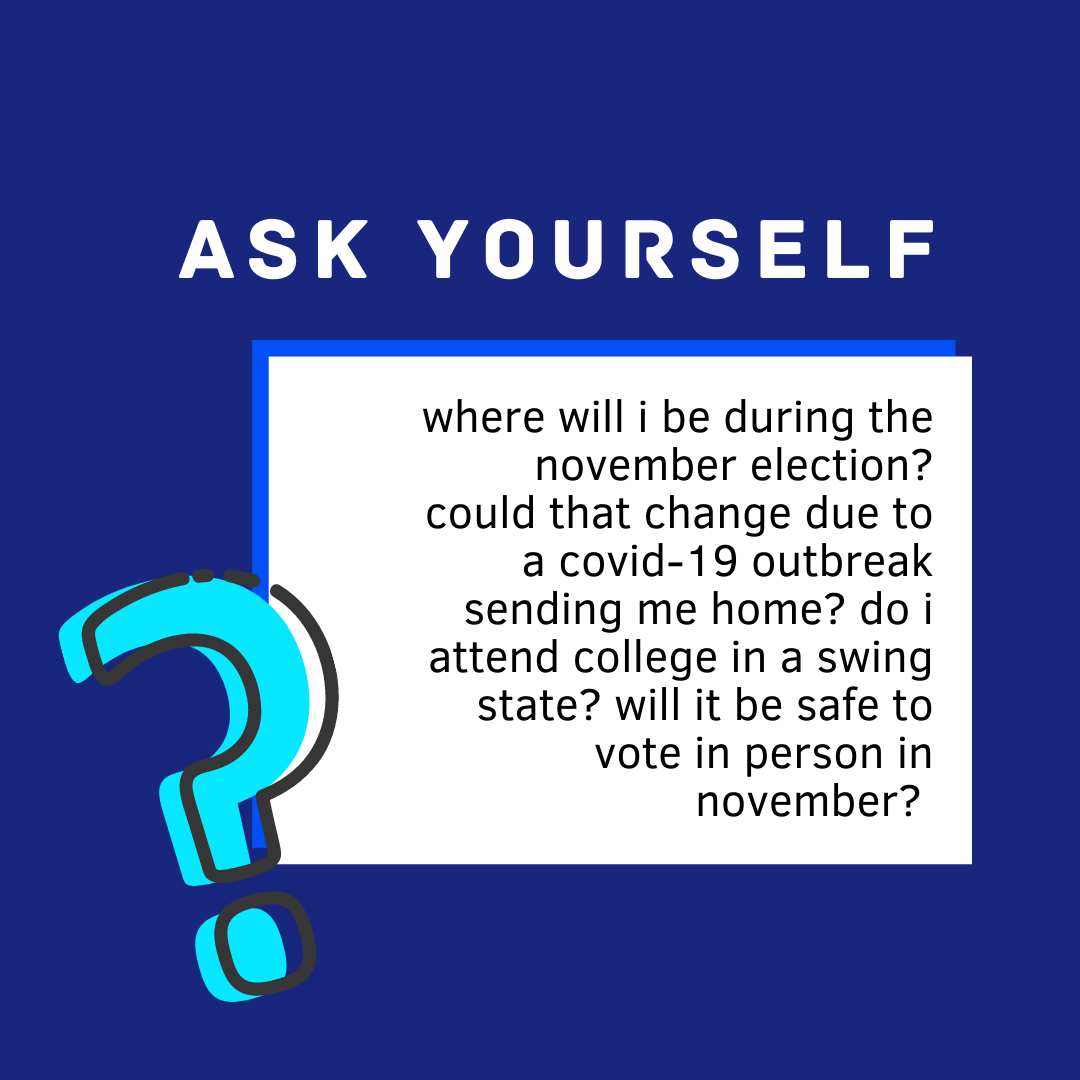 ASK YOURSELF
where will i be during the
november election?
could that change due to
a covid-19 outbreak
sending me home? do i
attend college in a swing
state? will it be safe to
vote in person in
november?